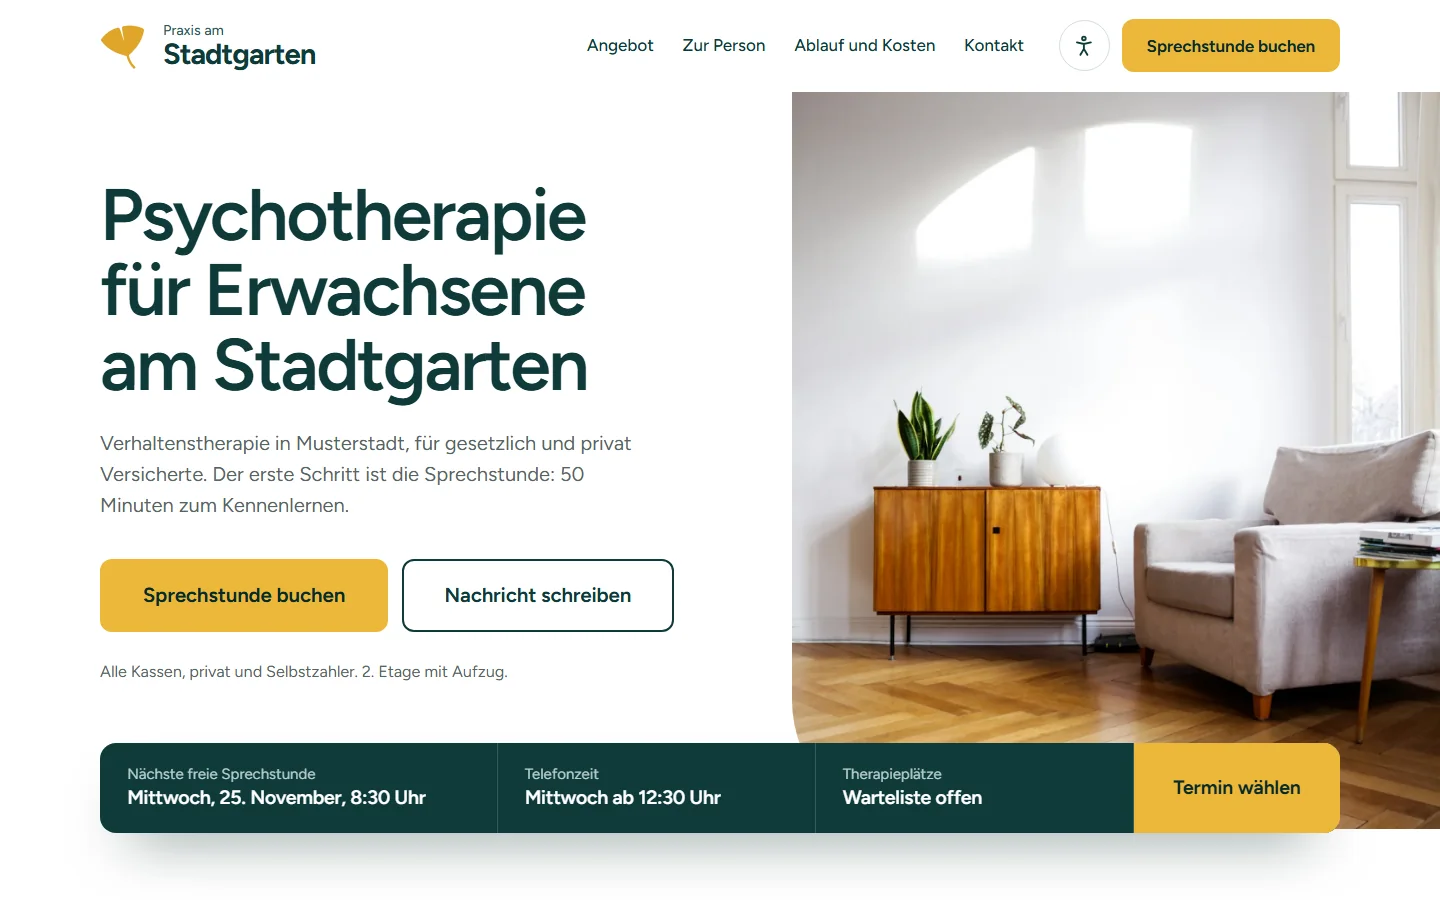 Praxis am
Stadtgarten
Angebot
Zur Person
Ablauf und Kosten
Kontakt
Sprechstunde buchen
Psychotherapie
für Erwachsene
am Stadtgarten
Verhaltenstherapie in Musterstadt, für gesetzlich und privat
Versicherte. Der erste Schritt ist die Sprechstunde: 50
Minuten zum Kennenlernen.
Sprechstunde buchen
Nachricht schreiben
Alle Kassen, privat und Selbstzahler. 2. Etage mit Aufzug.
Nächste freie Sprechstunde
Mittwoch, 25. November, 8:30 Uhr
Telefonzeit
Mittwoch ab 12:30 Uhr
Therapieplätze
Warteliste offen
Termin wählen